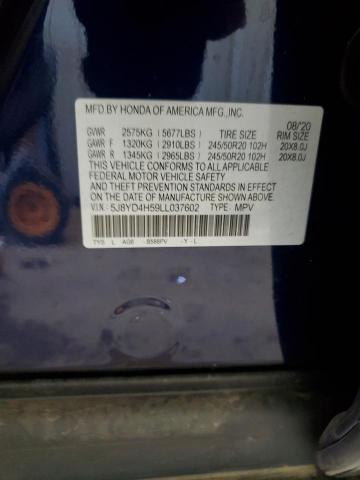 MFD. BY HONDA OF AMERICA MFG., INC. 08/'20
GVWR 2575KG (5677LBS) TIRE SIZE RIM SIZE
GAWR F 1320KG (2910LBS) 245/50R20 102H 20X8.0J
GAWR R 1345KG (2965LBS) 245/50R20 102H 20X8.0J
THIS VEHICLE CONFORMS TO ALL APPLICABLE
FEDERAL MOTOR VEHICLE SAFETY
AND THEFT PREVENTION STANDARDS IN EFFECT
ON THE DATE OF MANUFACTURE SHOWN ABOVE.
V.I.N.: 5J8YD4H59LL037602 TYPE: MPV
TYB L AG6 - B588PV -Y-L